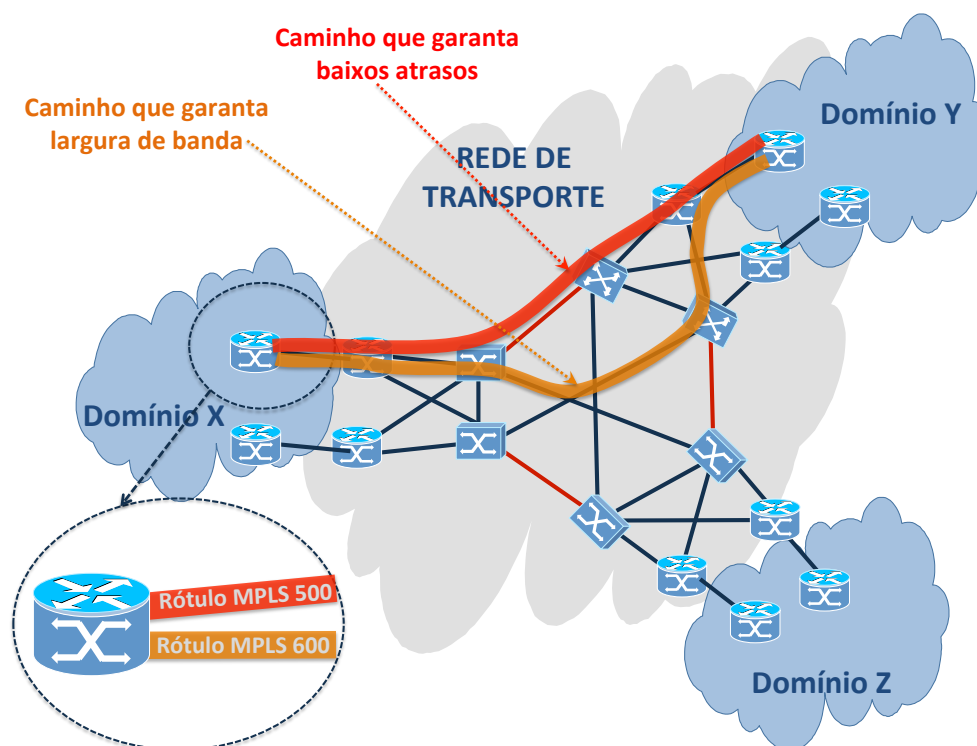 Caminho que garanta
baixos atrasos
Caminho que garanta
largura de banda
Domínio Y
REDE DE
TRANSPORTE
Domínio X
Rótulo MPLS 500
Rótulo MPLS 600
Domínio Z